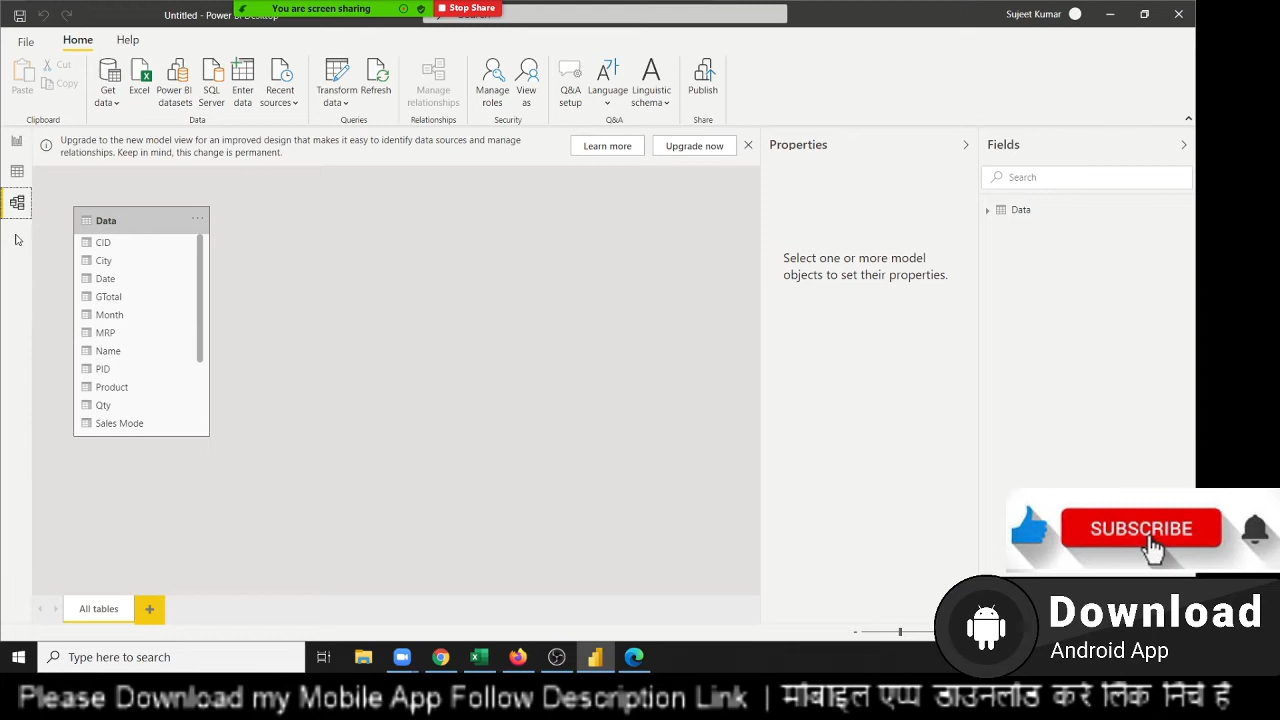 Untitled - Power BI Desktop
You are screen sharing
Stop Share
Sujeet Kumar
File
Home
Help
Paste
Cut
Copy
Get data
Excel
Power BI datasets
SQL Server
Enter data
Recent sources
Transform data
Refresh
Manage relationships
Manage roles
View as
Q&A setup
Language
Linguistic schema
Publish
Clipboard
Data
Queries
Relationships
Security
Q&A
Share
Upgrade to the new model view for an improved design that makes it easy to identify data sources and manage
relationships. Keep in mind, this change is permanent.
Learn more
Upgrade now
Properties
Fields
Search
Data
Data
CID
City
Date
GTotal
Month
MRP
Name
PID
Product
Qty
Sales Mode
Select one or more model
objects to set their properties.
SUBSCRIBE
Download
Android App
All tables
Type here to search
Please Download my Mobile App Follow Description Link | मोबाइल एप्प डाउनलोड करे लिंक निचे है